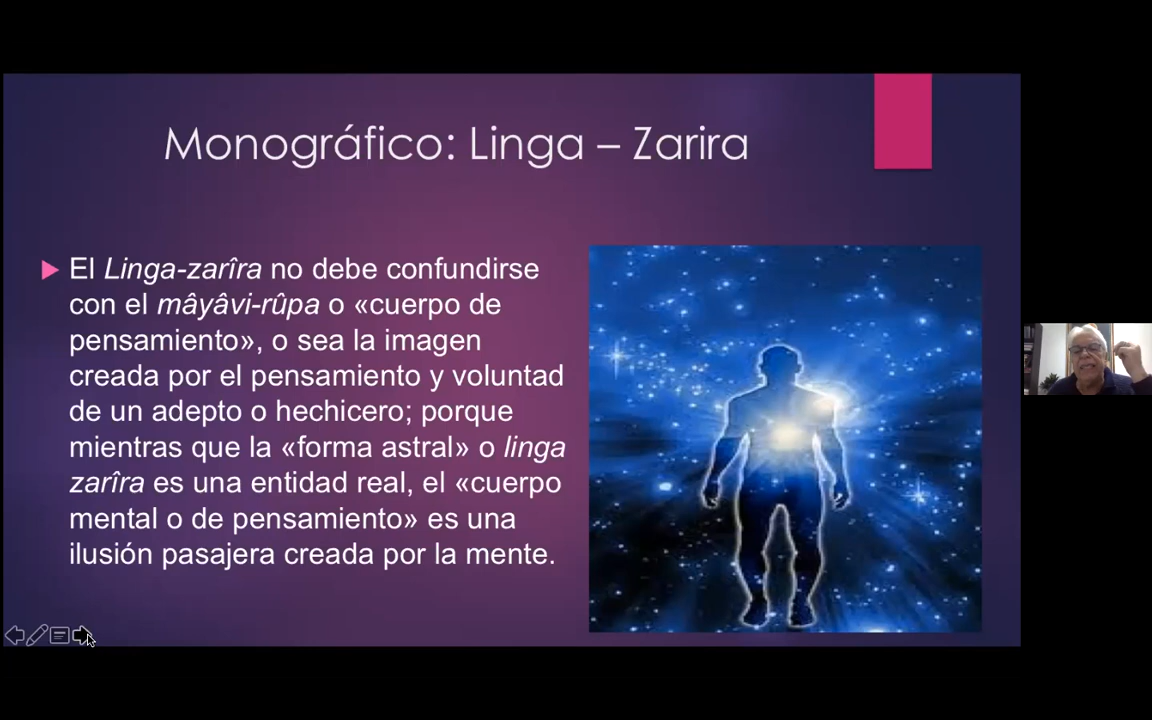 Monográfico: Linga – Zarira
El Linga-zarîra no debe confundirse
con el mâyâvi-rûpa o «cuerpo de
pensamiento», o sea la imagen
creada por el pensamiento y voluntad
de un adepto o hechicero; porque
mientras que la «forma astral» o linga
zarîra es una entidad real, el «cuerpo
mental o de pensamiento» es una
ilusión pasajera creada por la mente.